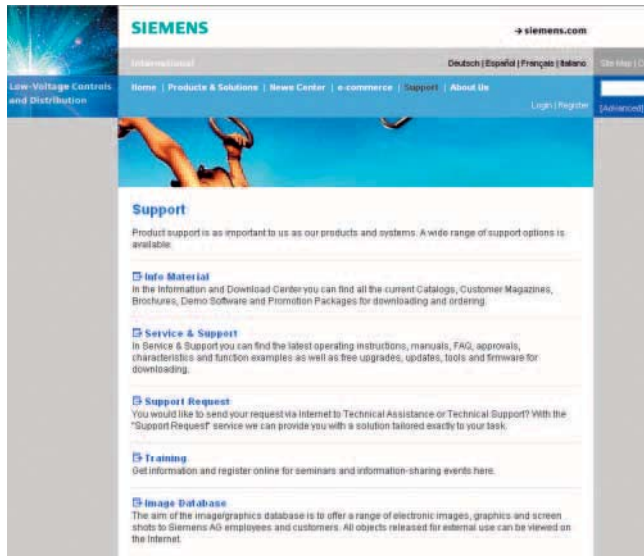 SIEMENS
→ siemens.com
International
Deutsch | Español | Français | Italiano
Site Map |
Low-Voltage Controls
and Distribution
Home | Products & Solutions | News Center | e-commerce | Support | About Us
Login | Register
[Advanced]
Support
Product support is as important to us as our products and systems. A wide range of support options is
available.
Info Material
In the Information and Download Center you can find all the current Catalogs, Customer Magazines,
Brochures, Demo Software and Promotion Packages for downloading and ordering.
Service & Support
In Service & Support you can find the latest operating instructions, manuals, FAQ, approvals,
characteristics and function examples as well as free upgrades, updates, tools and firmware for
downloading.
Support Request
You would like to send your request via Internet to Technical Assistance or Technical Support? With the
"Support Request" service we can provide you with a solution tailored exactly to your task.
Training
Get information and register online for seminars and information-sharing events here.
Image Database
The aim of the image/graphics database is to offer a range of electronic images, graphics and screen
shots to Siemens AG employees and customers. All objects released for external use can be viewed on
the Internet.